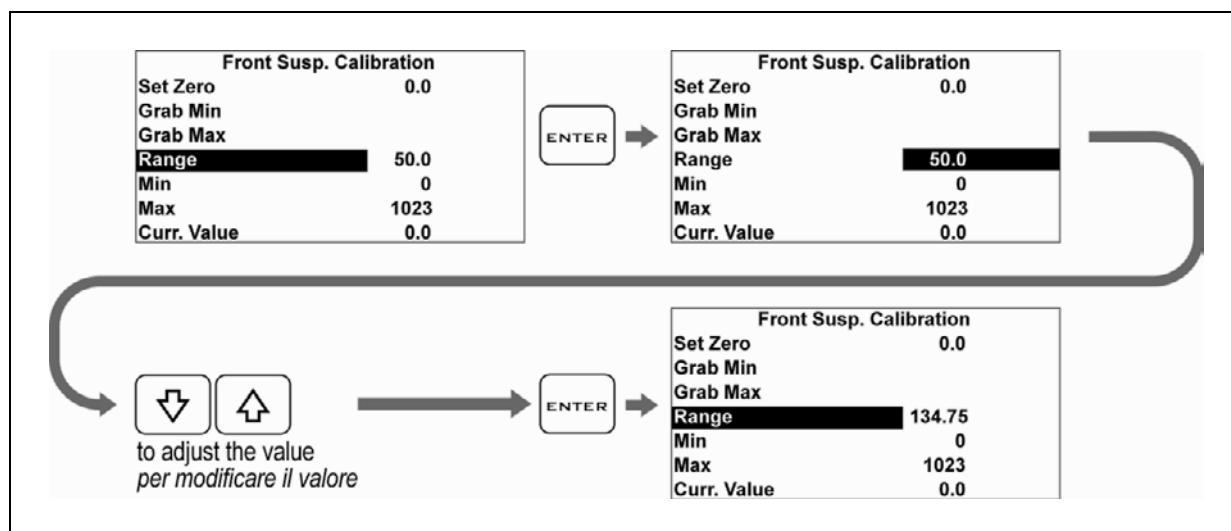 Front Susp. Calibration
Set Zero 0.0
Grab Min
Grab Max
Range 50.0
Min 0
Max 1023
Curr. Value 0.0
ENTER
Front Susp. Calibration
Set Zero 0.0
Grab Min
Grab Max
Range 50.0
Min 0
Max 1023
Curr. Value 0.0
to adjust the value
per modificare il valore
ENTER
Front Susp. Calibration
Set Zero 0.0
Grab Min
Grab Max
Range 134.75
Min 0
Max 1023
Curr. Value 0.0